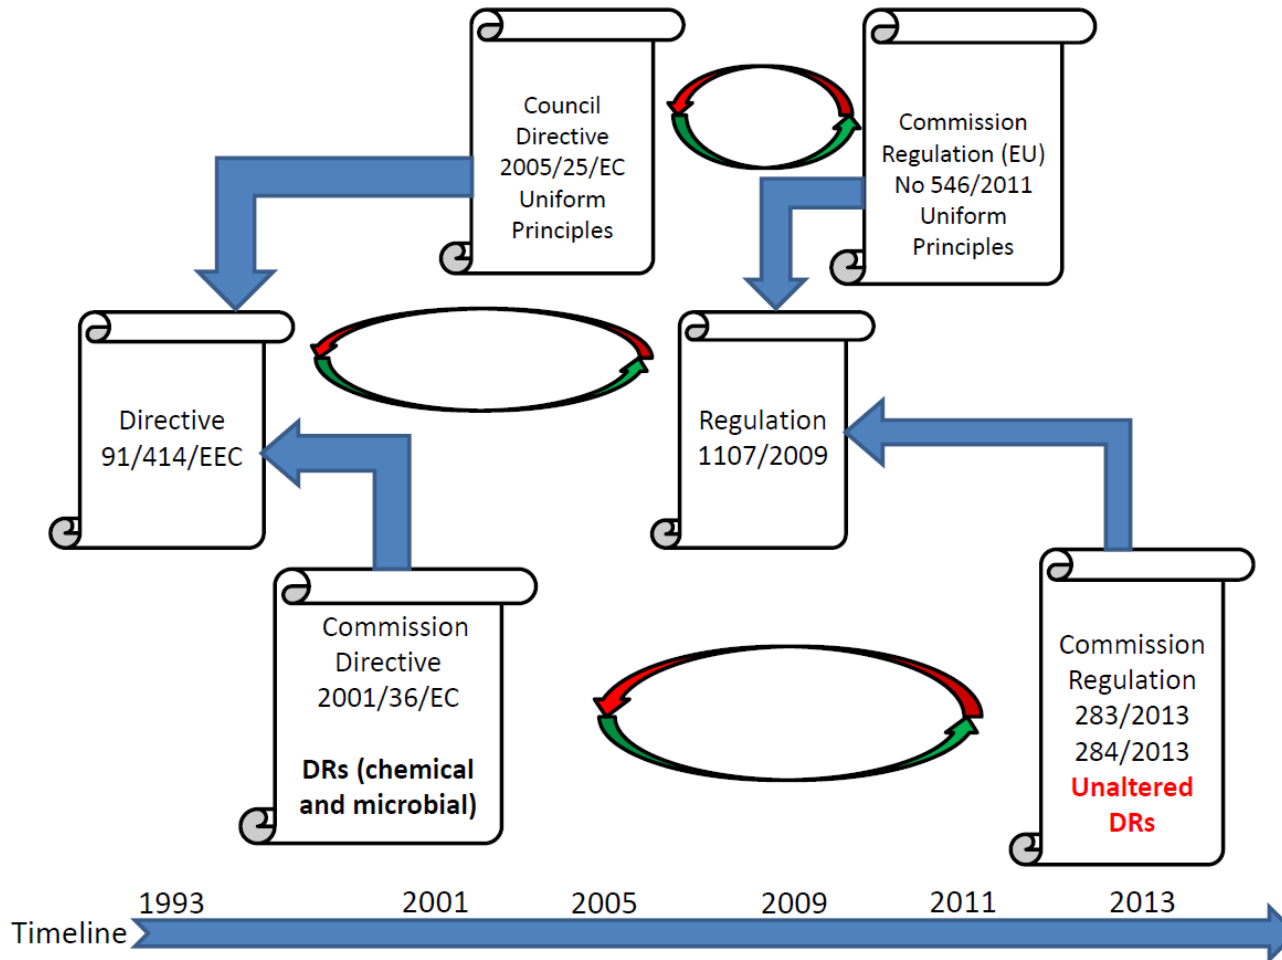 Council
Directive
2005/25/EC
Uniform
Principles
Commission
Regulation (EU)
No 546/2011
Uniform
Principles
Directive
91/414/EEC
Regulation
1107/2009
Commission
Directive
2001/36/EC
DRs (chemical
and microbial)
Commission
Regulation
283/2013
284/2013
Unaltered
DRs
1993 2001 2005 2009 2011 2013
Timeline